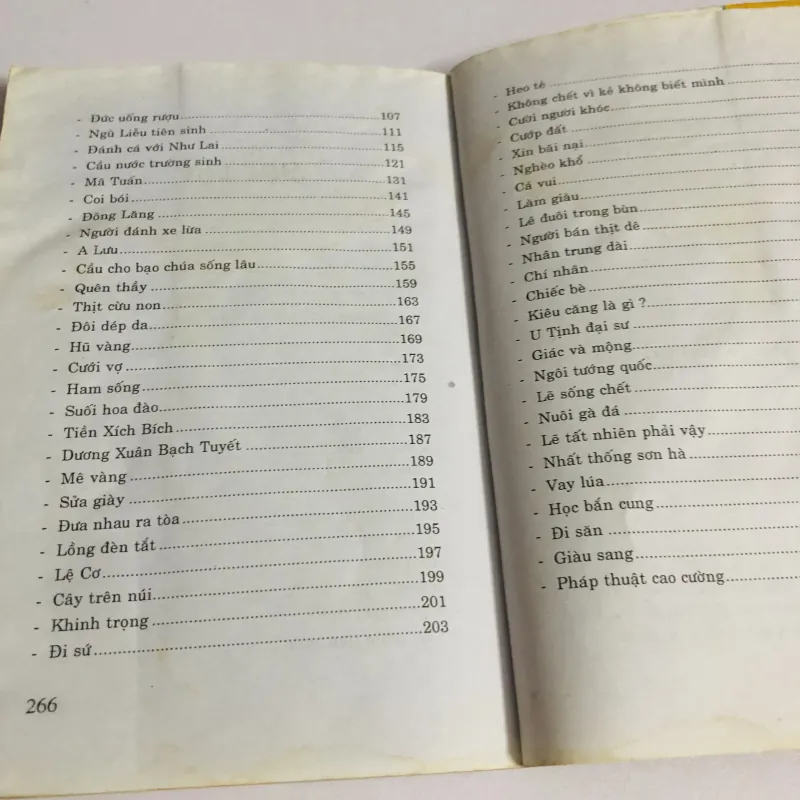 - Đức uống rượu........................107
- Ngũ Liễu tiên sinh........................111
- Đánh cá với Như Lai........................115
- Cầu nước trường sinh........................121
- Mã Tuấn........................131
- Coi bói........................141
- Đông Lăng........................145
- Người đánh xe lừa........................149
- A Lưu........................151
- Cầu cho bạo chúa sống lâu........................155
- Quên thầy........................159
- Thịt cừu non........................163
- Đôi dép da........................167
- Hũ vàng........................169
- Cưới vợ........................173
- Ham sống........................175
- Suối hoa đào........................179
- Tiền Xích Bích........................183
- Dương Xuân Bạch Tuyết........................187
- Mê vàng........................189
- Sửa giày........................191
- Đưa nhau ra tòa........................193
- Lồng đèn tắt........................195
- Lệ Cơ........................197
- Cây trên núi........................199
- Khinh trọng........................201
- Đi sứ........................203
266
- Heo tê........................
- Không chết vì kẻ không biết mình........................
- Cười người khóc........................
- Cướp đất........................
- Xin bãi nại........................
- Nghèo khổ........................
- Cá vui........................
- Làm giàu........................
- Lê đuôi trong bùn........................
- Người bán thịt dê........................
- Nhân trung dài........................
- Chí nhân........................
- Chiếc bè........................
- Kiêu căng là gì ?........................
- U Tịnh đại sư........................
- Giác và mộng........................
- Ngôi tướng quốc........................
- Lẽ sống chết........................
- Nuôi gà đá........................
- Lẽ tất nhiên phải vậy........................
- Nhất thống sơn hà........................
- Vay lúa........................
- Học bắn cung........................
- Đi săn........................
- Giàu sang........................
- Pháp thuật cao cường........................